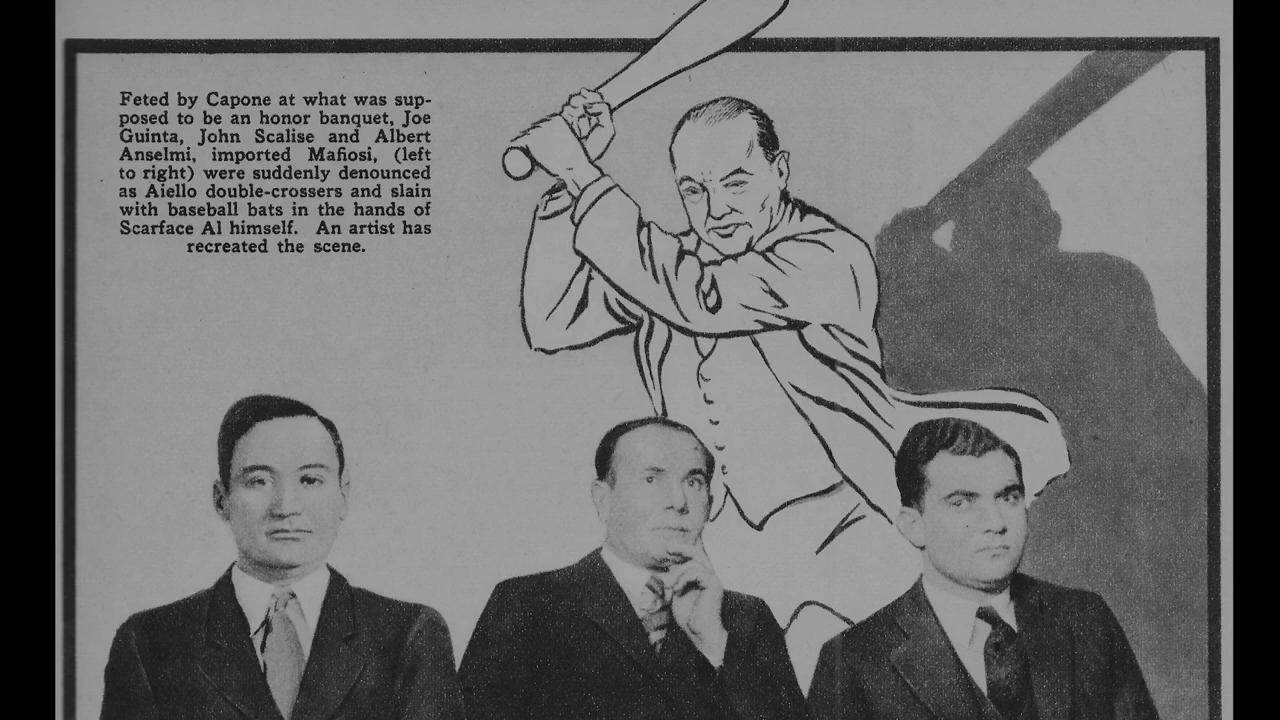 Feted by Capone at what was sup-
posed to be an honor banquet, Joe
Guinta, John Scalise and Albert
Anselmi, imported Mafiosi, (left
to right) were suddenly denounced
as Aiello double-crossers and slain
with baseball bats in the hands of
Scarface Al himself. An artist has
recreated the scene.